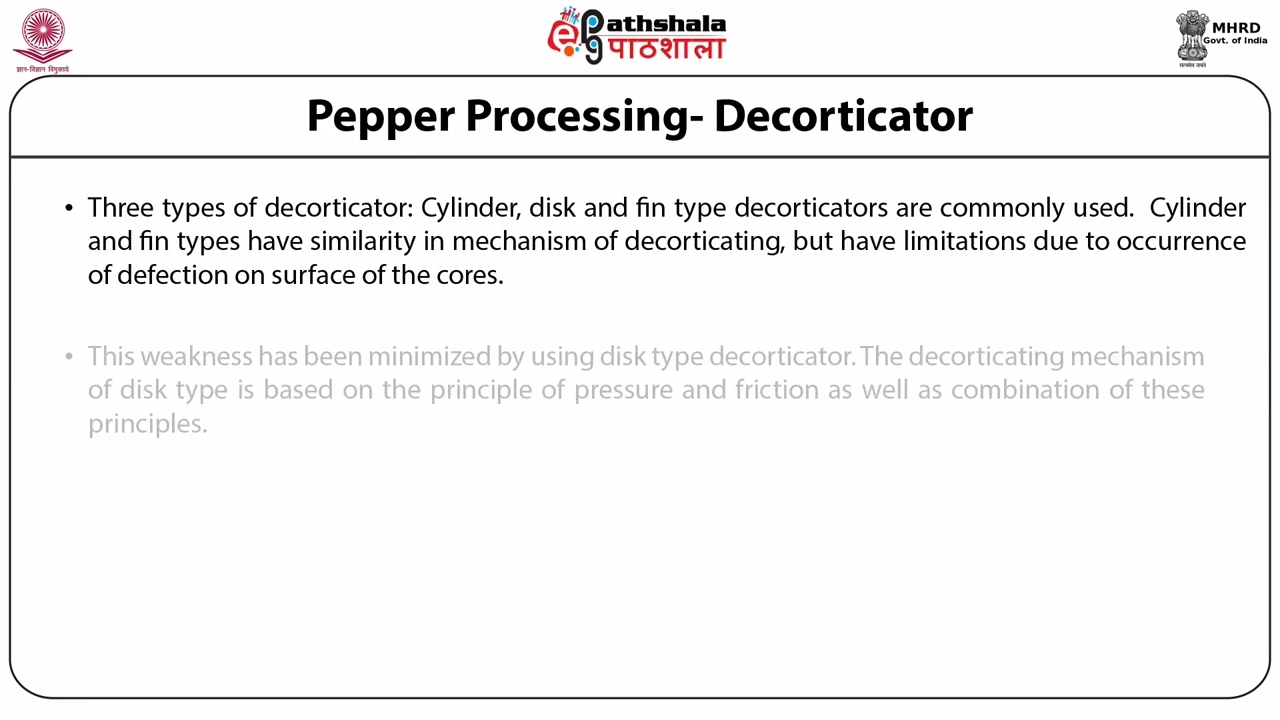 ePGpathshala
पाठशाला
MHRD
Govt. of India
ज्ञान-विज्ञान विमुक्तये
सत्यमेव जयते
Pepper Processing- Decorticator
• Three types of decorticator: Cylinder, disk and fin type decorticators are commonly used. Cylinder
and fin types have similarity in mechanism of decorticating, but have limitations due to occurrence
of defection on surface of the cores.
• This weakness has been minimized by using disk type decorticator. The decorticating mechanism
of disk type is based on the principle of pressure and friction as well as combination of these
principles.